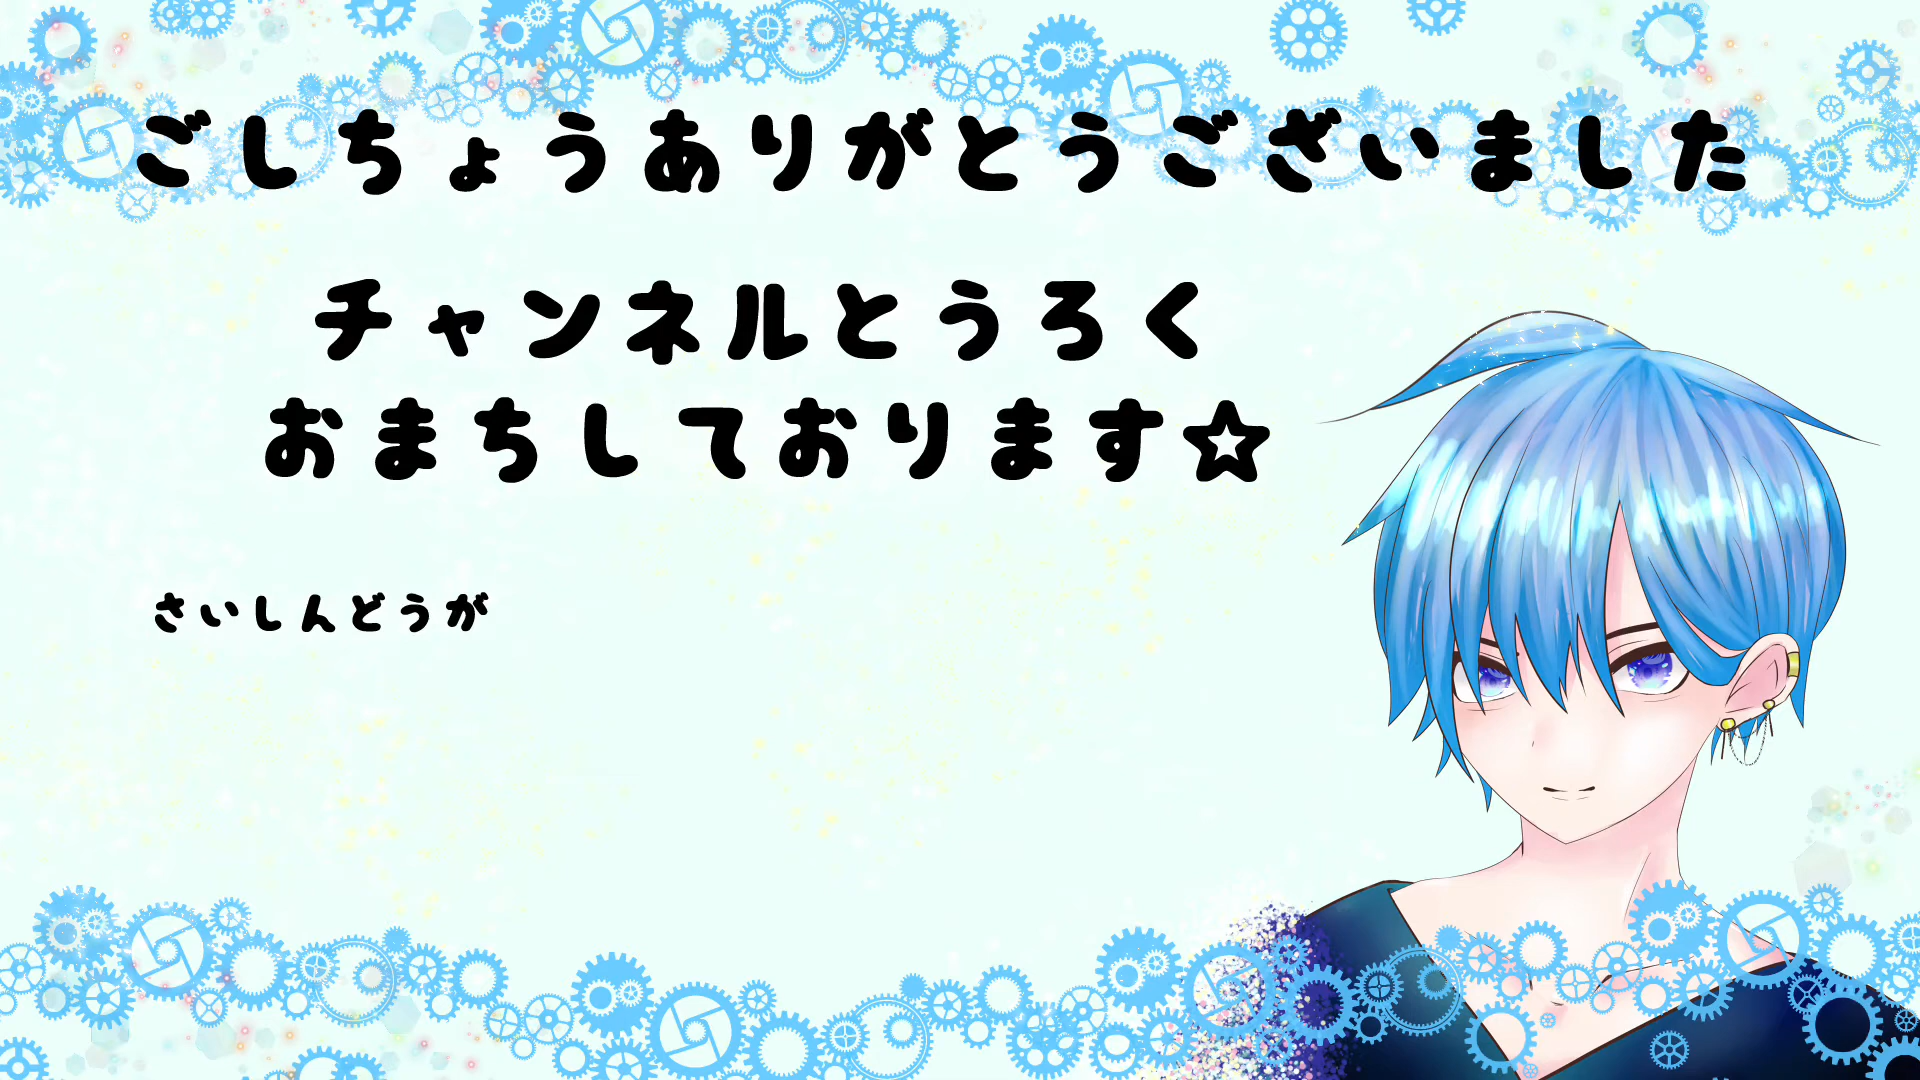 ごしちょうありがとうございました
チャンネルとうろく
おまちしております☆
さいしんどうが